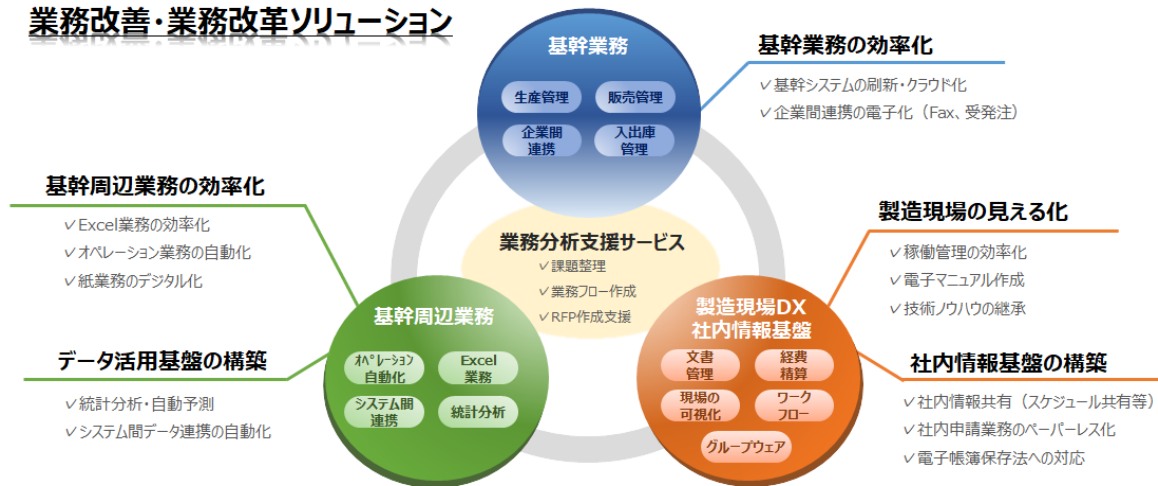 業務改善・業務改革ソリューション
基幹業務
生産管理
販売管理
企業間
連携
入出庫
管理
基幹業務の効率化
✓基幹システムの刷新・クラウド化
✓企業間連携の電子化（Fax、受発注）
基幹周辺業務の効率化
✓Excel業務の効率化
✓オペレーション業務の自動化
✓紙業務のデジタル化
業務分析支援サービス
✓課題整理
✓業務フロー作成
✓RFP作成支援
製造現場の見える化
✓稼働管理の効率化
✓電子マニュアル作成
✓技術ノウハウの継承
基幹周辺業務
オペレーション
自動化
Excel
業務
システム間
連携
統計分析
製造現場DX
社内情報基盤
文書
管理
経費
精算
現場の
可視化
ワーク
フロー
グループウェア
データ活用基盤の構築
✓統計分析・自動予測
✓システム間データ連携の自動化
社内情報基盤の構築
✓社内情報共有（スケジュール共有等）
✓社内申請業務のペーパーレス化
✓電子帳簿保存法への対応